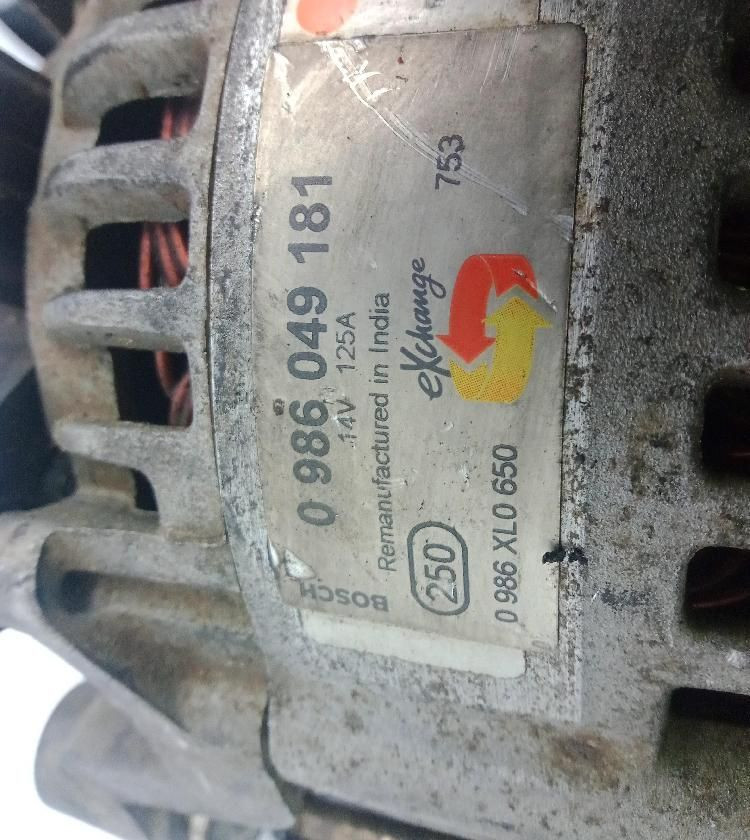 BOSCH
0 986 049 181
14V 125A
Remanufactured in India
250
eXchange
753
0 986 XL0 650